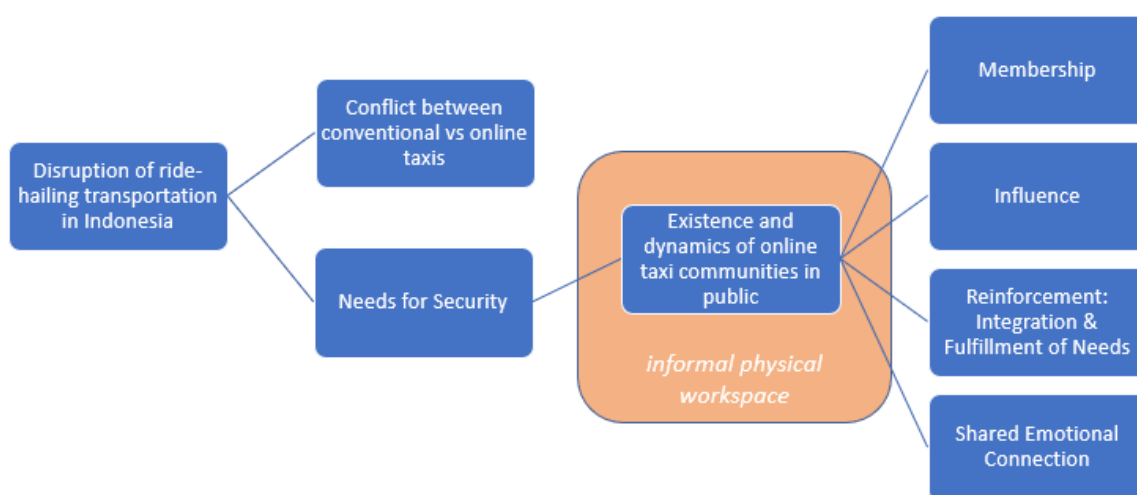 Disruption of ride-
hailing transportation
in Indonesia
Conflict between
conventional vs online
taxis
Needs for Security
Existence and
dynamics of online
taxi communities in
public
informal physical
workspace
Membership
Influence
Reinforcement:
Integration &
Fulfillment of Needs
Shared Emotional
Connection